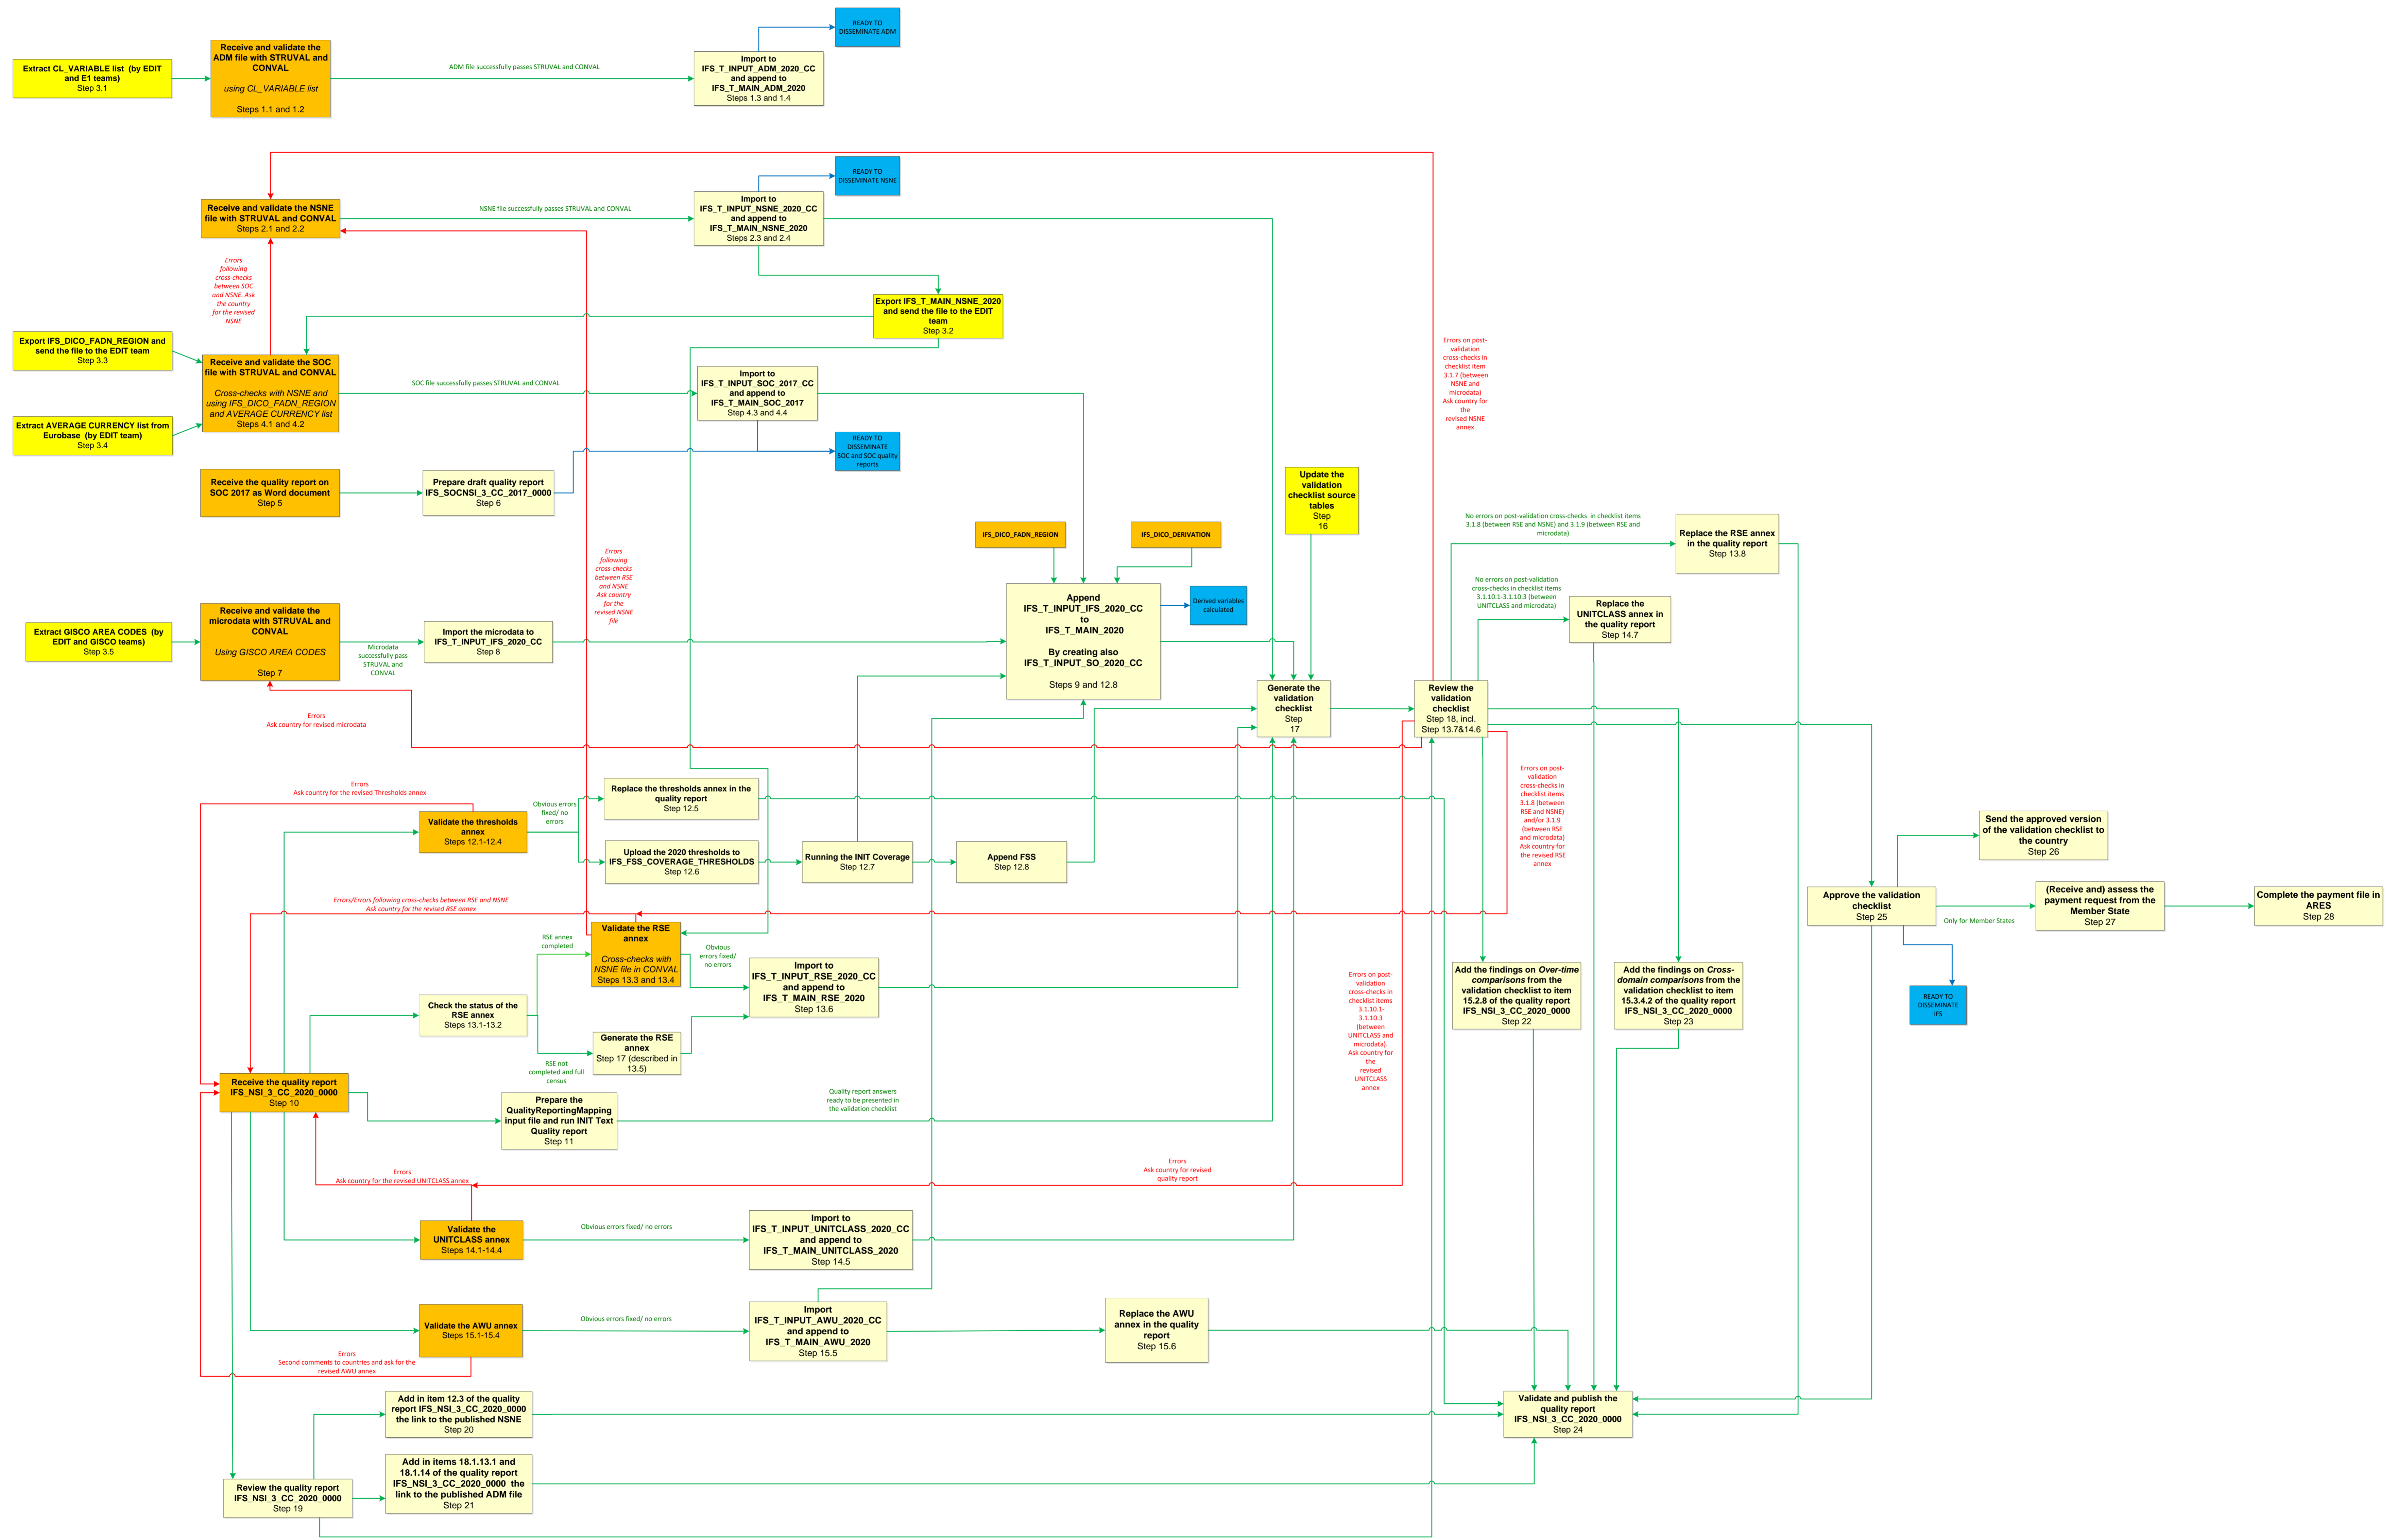 READY TO
DISSEMINATE ADM
Extract CL_VARIABLE list (by EDIT
and E1 teams)
Step 3.1
Receive and validate the
ADM file with STRUVAL and
CONVAL
using CL_VARIABLE list
Steps 1.1 and 1.2
ADM file successfully passes STRUVAL and CONVAL
Import to
IFS_T_INPUT_ADM_2020_CC
and append to
IFS_T_MAIN_ADM_2020
Steps 1.3 and 1.4
READY TO
DISSEMINATE NSNE
Receive and validate the NSNE
file with STRUVAL and CONVAL
Steps 2.1 and 2.2
NSNE file successfully passes STRUVAL and CONVAL
Import to
IFS_T_INPUT_NSNE_2020_CC
and append to
IFS_T_MAIN_NSNE_2020
Steps 2.3 and 2.4
Errors
following
cross-checks
between SOC
and NSNE. Ask
the country
for the revised
NSNE
Export IFS_T_MAIN_NSNE_2020
and send the file to the EDIT
team
Step 3.2
Export IFS_DICO_FADN_REGION and
send the file to the EDIT team
Step 3.3
Receive and validate the SOC
file with STRUVAL and CONVAL
Cross-checks with NSNE and
using IFS_DICO_FADN_REGION
and AVERAGE CURRENCY list
Steps 4.1 and 4.2
SOC file successfully passes STRUVAL and CONVAL
Import to
IFS_T_INPUT_SOC_2017_CC
and append to
IFS_T_MAIN_SOC_2017
Step 4.3 and 4.4
Errors on post-
validation
cross-checks in
checklist item
3.1.7 (between
NSNE and
microdata)
Ask country for
the
revised NSNE
annex
Extract AVERAGE CURRENCY list from
Eurobase (by EDIT team)
Step 3.4
READY TO
DISSEMINATE
SOC and SOC quality
reports
Receive the quality report on
SOC 2017 as Word document
Step 5
Prepare draft quality report
IFS_SOCNSI_3_CC_2017_0000
Step 6
Update the
validation
checklist source
tables
Step
16
IFS_DICO_FADN_REGION
IFS_DICO_DERIVATION
No errors on post-validation cross-checks in checklist items
3.1.8 (between RSE and NSNE) and 3.1.9 (between RSE and
microdata)
Replace the RSE annex
in the quality report
Step 13.8
Errors
following
cross-checks
between RSE
and NSNE
Ask country
for the
revised NSNE
file
No errors on post-validation
cross-checks in checklist items
3.1.10.1-3.1.10.3 (between
UNITCLASS and microdata)
Replace the
UNITCLASS annex in
the quality report
Step 14.7
Append
IFS_T_INPUT_IFS_2020_CC
to
IFS_T_MAIN_2020
By creating also
IFS_T_INPUT_SO_2020_CC
Steps 9 and 12.8
Derived variables
calculated
Extract GISCO AREA CODES (by
EDIT and GISCO teams)
Step 3.5
Receive and validate the
microdata with STRUVAL and
CONVAL
Using GISCO AREA CODES
Step 7
Microdata
successfully pass
STRUVAL and
CONVAL
Import the microdata to
IFS_T_INPUT_IFS_2020_CC
Step 8
Generate the
validation
checklist
Step
17
Review the
validation
checklist
Step 18, incl.
Step 13.7&14.6
Errors
Ask country for revised microdata
Errors
Ask country for the revised Thresholds annex
Validate the thresholds
annex
Steps 12.1-12.4
Obvious errors
fixed/ no
errors
Replace the thresholds annex in the
quality report
Step 12.5
Upload the 2020 thresholds to
IFS_FSS_COVERAGE_THRESHOLDS
Step 12.6
Running the INIT Coverage
Step 12.7
Append FSS
Step 12.8
Errors on post-
validation
cross-checks in
checklist items
3.1.8 (between
RSE and NSNE)
and/or 3.1.9
(between RSE
and microdata)
Ask country for
the revised RSE
annex
Send the approved version
of the validation checklist to
the country
Step 26
Approve the validation
checklist
Step 25
Only for Member States
(Receive and) assess the
payment request from the
Member State
Step 27
Complete the payment file in
ARES
Step 28
Errors/Errors following cross-checks between RSE and NSNE
Ask country for the revised RSE annex
RSE annex
completed
Validate the RSE
annex
Cross-checks with
NSNE file in CONVAL
Steps 13.3 and 13.4
Obvious
errors fixed/
no errors
Import to
IFS_T_INPUT_RSE_2020_CC
and append to
IFS_T_MAIN_RSE_2020
Step 13.6
Check the status of the
RSE annex
Steps 13.1-13.2
Generate the RSE
annex
Step 17 (described in
13.5)
RSE not
completed and full
census
Errors on post-
validation
cross-checks in
checklist items
3.1.10.1-
3.1.10.3
(between
UNITCLASS and
microdata).
Ask country for
the
revised
UNITCLASS
annex
Add the findings on Over-time
comparisons from the
validation checklist to item
15.2.8 of the quality report
IFS_NSI_3_CC_2020_0000
Step 22
Add the findings on Cross-
domain comparisons from the
validation checklist to item
15.3.4.2 of the quality report
IFS_NSI_3_CC_2020_0000
Step 23
READY TO
DISSEMINATE
IFS
Receive the quality report
IFS_NSI_3_CC_2020_0000
Step 10
Prepare the
QualityReportingMapping
input file and run INIT Text
Quality report
Step 11
Quality report answers
ready to be presented in
the validation checklist
Errors
Ask country for the revised UNITCLASS annex
Errors
Ask country for revised
quality report
Validate the
UNITCLASS annex
Steps 14.1-14.4
Obvious errors fixed/ no errors
Import to
IFS_T_INPUT_UNITCLASS_2020_CC
and append to
IFS_T_MAIN_UNITCLASS_2020
Step 14.5
Validate the AWU annex
Steps 15.1-15.4
Obvious errors fixed/ no errors
Import
IFS_T_INPUT_AWU_2020_CC
and append to
IFS_T_MAIN_AWU_2020
Step 15.5
Replace the AWU
annex in the quality
report
Step 15.6
Errors
Second comments to countries and ask for the
revised AWU annex
Add in item 12.3 of the quality
report IFS_NSI_3_CC_2020_0000
the link to the published NSNE
Step 20
Validate and publish the
quality report
IFS_NSI_3_CC_2020_0000
Step 24
Review the quality report
IFS_NSI_3_CC_2020_0000
Step 19
Add in items 18.1.13.1 and
18.1.14 of the quality report
IFS_NSI_3_CC_2020_0000 the
link to the published ADM file
Step 21